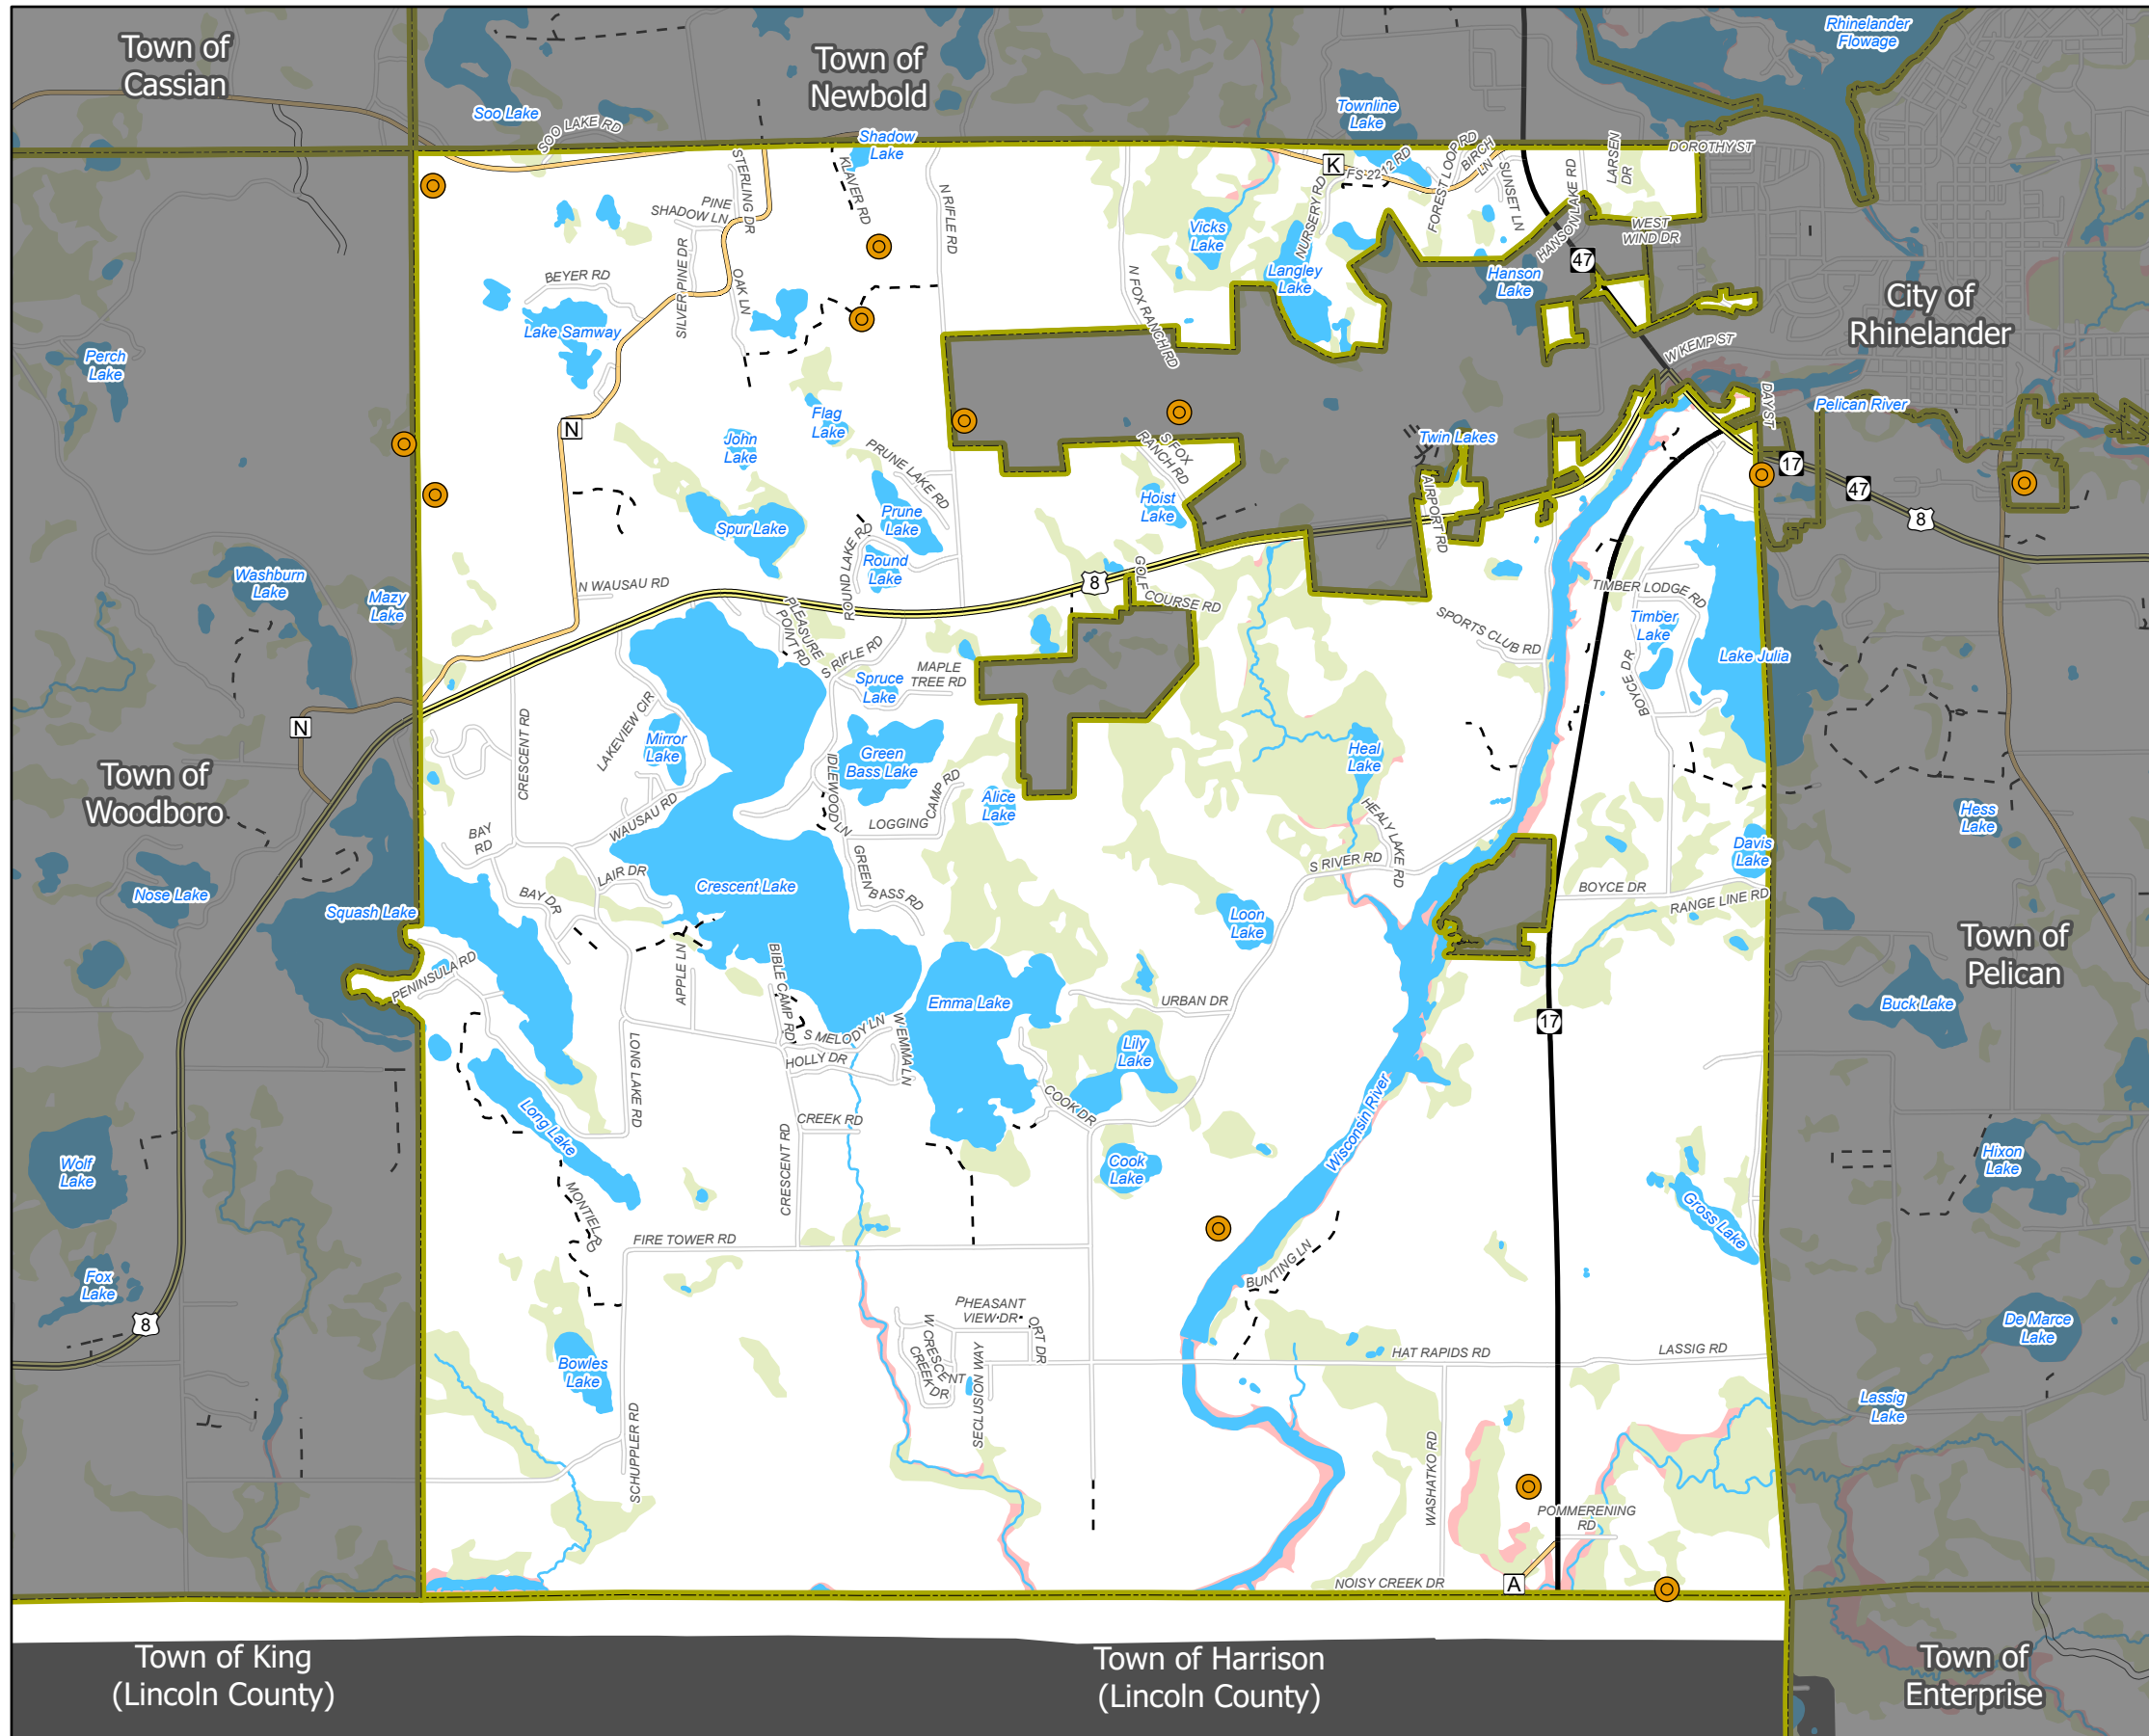 Town of
Cassian
Town of
Newbold
Rhinelander
Flowage
Soo Lake
SOO LAKE RD
Shadow
Lake
Townline
Lake
K
FS-2212 RD
FOREST LOOP RD
BIRCH
LN
SUNSET LN
LARSEN
DR
DOROTHY ST
STERLING DR
KLAVER RD
N RIFLE RD
PINE
SHADOW LN
SILVER PINE DR
OAK LN
NURSERY RD
HANSON LAKE RD
WEST
WIND DR
Vicks
Lake
Langley
Lake
Hanson
Lake
47
City of
Rhinelander
BEYER RD
Lake Samway
N FOX RANCH RD
Perch
Lake
W KEMP ST
DAY ST
Pelican River
N
John
Lake
Flag
Lake
PRUNE LAKE RD
S FOX
RANCH RD
Twin Lakes
17
47
8
Spur Lake
Prune
Lake
Hoist
Lake
AIRPORT RD
Washburn
Lake
Mazy
Lake
N WAUSAU RD
ROUND LAKE RD
Round
Lake
8
GOLF
COURSE RD
TIMBER LODGE RD
PLEASURE
POINT RD
S RIFLE RD
SPORTS CLUB RD
Timber
Lake
Lake Julia
BOYCE DR
MAPLE
TREE RD
Spruce
Lake
LAKEVIEW CIR
CRESCENT RD
N
Mirror
Lake
Green
Bass Lake
Heal
Lake
Town of
Woodboro
IDLEWOOD LN
LOGGING
CAMP RD
Alice
Lake
Hess
Lake
WAUSAU RD
BAY
RD
HEALY LAKE RD
S RIVER RD
Davis
Lake
LAIR DR
GREEN
BASS RD
Nose Lake
BAY DR
Crescent Lake
BOYCE DR
RANGE LINE RD
Squash Lake
Loon
Lake
Town of
Pelican
PENINSULA RD
APPLE LN
BIBLE CAMP RD
Emma Lake
URBAN DR
Buck Lake
17
S MELODY LN
W EMMA LN
HOLLY DR
Lily
Lake
LONG LAKE RD
Long Lake
CREEK RD
COOK DR
Wisconsin River
Wolf
Lake
CRESCENT RD
Cook
Lake
Hixon
Lake
MONTIEL RD
Gross Lake
FIRE TOWER RD
BUNTING LN
Fox
Lake
8
PHEASANT
VIEW DR
ORT DR
De Marce
Lake
W CRESCENT
CREEK DR
SECLUSION WAY
HAT RAPIDS RD
LASSIG RD
Bowles
Lake
Lassig
Lake
SCHUPPLER RD
WASHATKO RD
POMMERENING
RD
NOISY CREEK DR
A
Town of King
(Lincoln County)
Town of Harrison
(Lincoln County)
Town of
Enterprise